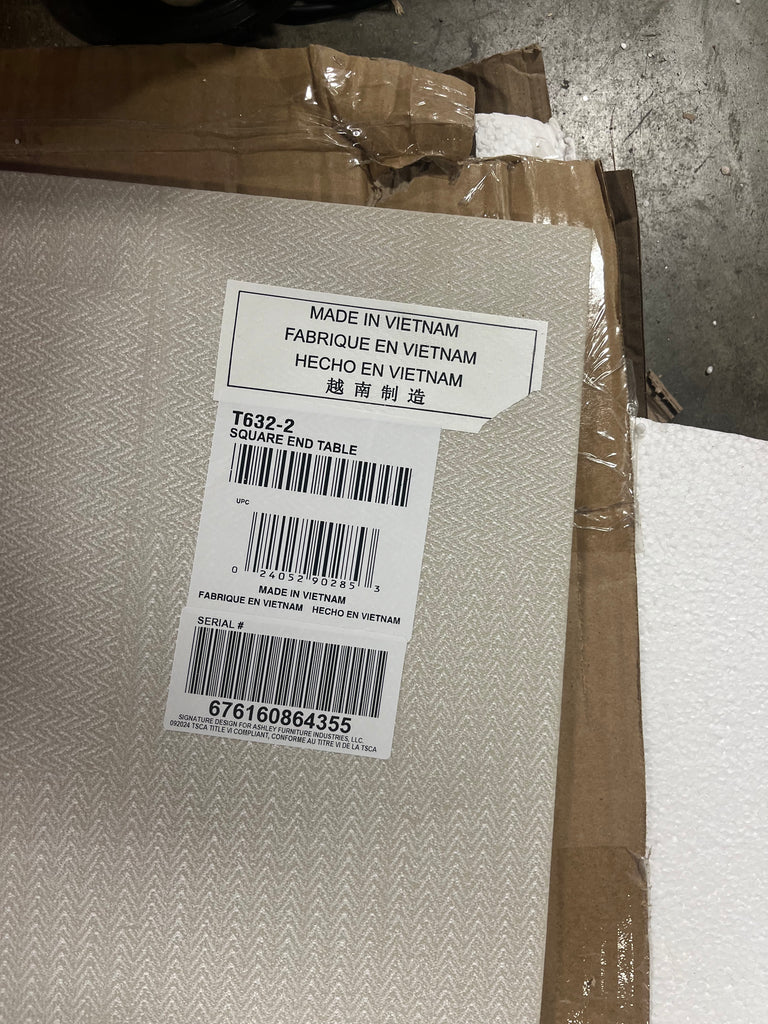 MADE IN VIETNAM
FABRIQUE EN VIETNAM
HECHO EN VIETNAM
越南制造
T632-2
SQUARE END TABLE
UPC
0 24052 90285 3
MADE IN VIETNAM
FABRIQUE EN VIETNAM HECHO EN VIETNAM
SERIAL #
676160864355
SIGNATURE DESIGN FOR ASHLEY FURNITURE INDUSTRIES, LLC.
092024 TSCA TITLE VI COMPLIANT, CONFORME AU TITRE VI DE LA TSCA